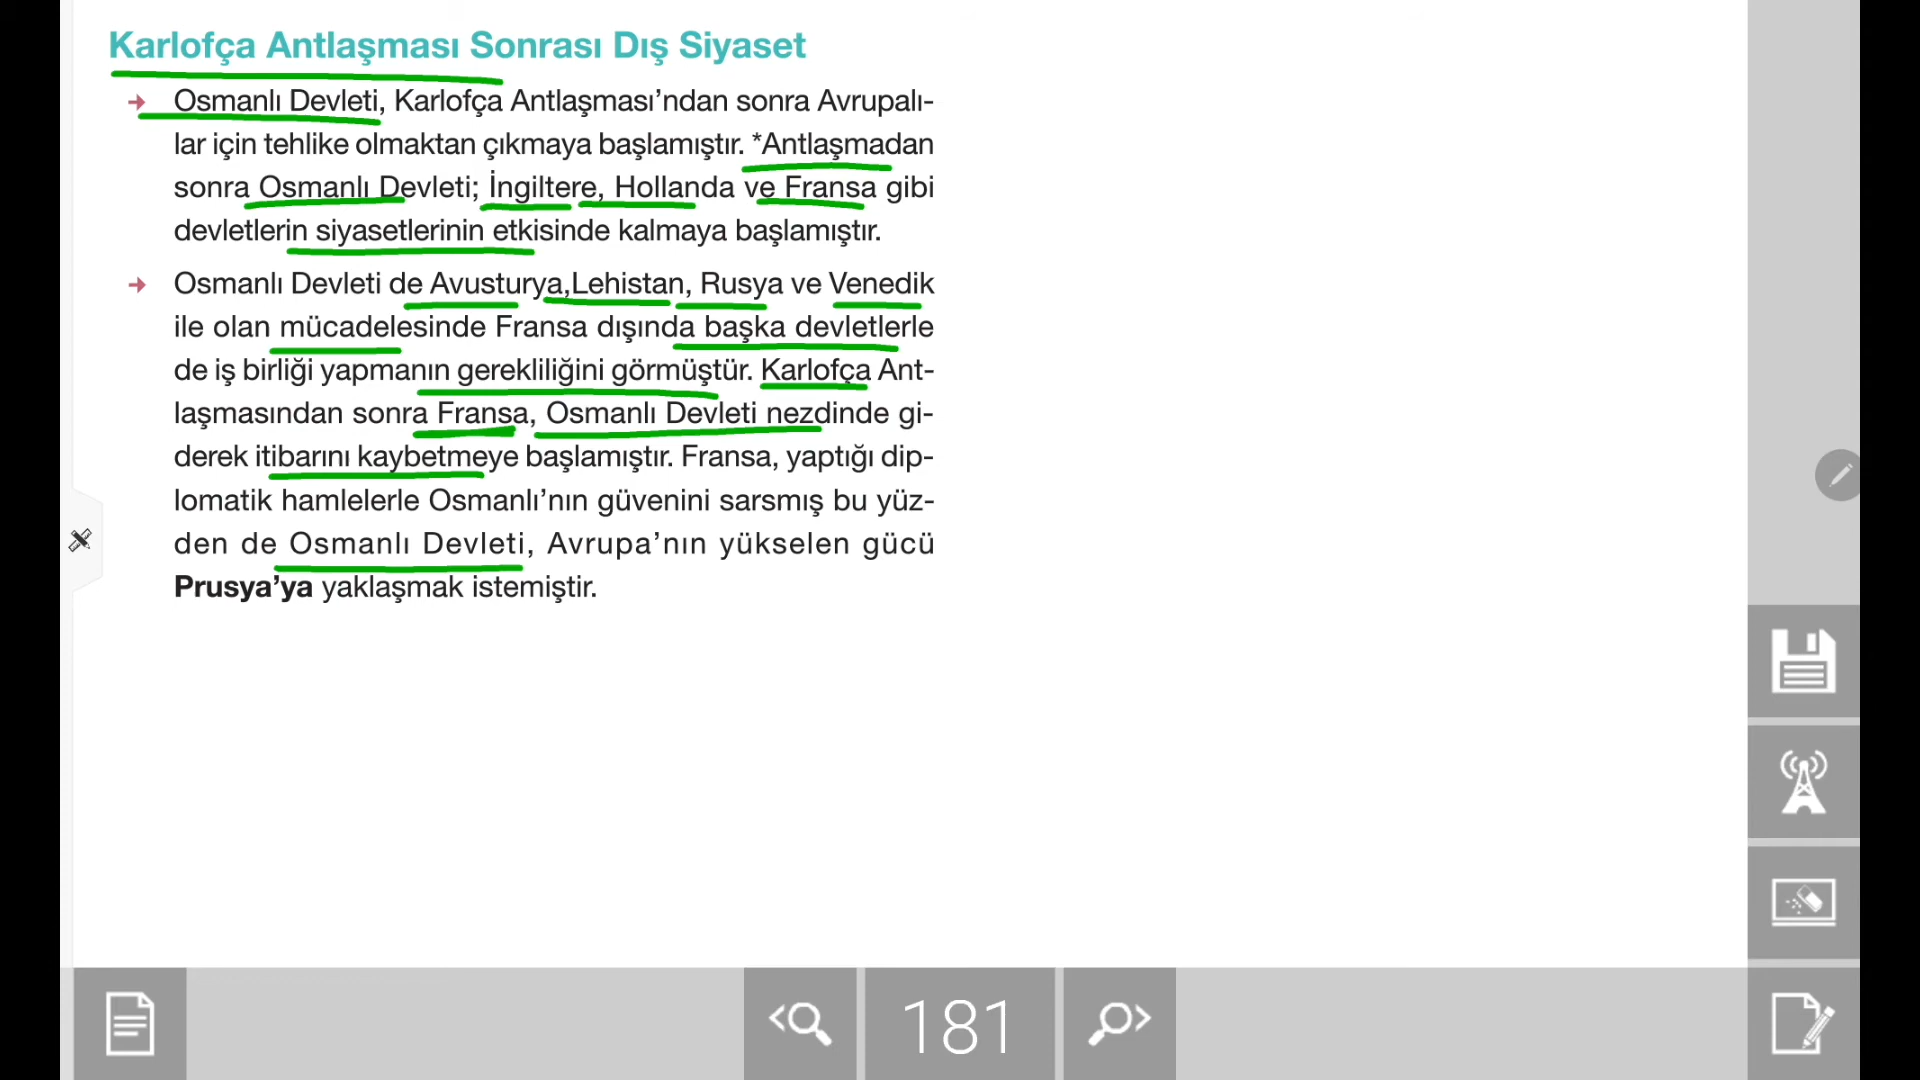 Karlofça Antlaşması Sonrası Dış Siyaset
Osmanlı Devleti, Karlofça Antlaşması’ndan sonra Avrupalı-
lar için tehlike olmaktan çıkmaya başlamıştır. *Antlaşmadan
sonra Osmanlı Devleti; İngiltere, Hollanda ve Fransa gibi
devletlerin siyasetlerinin etkisinde kalmaya başlamıştır.
Osmanlı Devleti de Avusturya,Lehistan, Rusya ve Venedik
ile olan mücadelesinde Fransa dışında başka devletlerle
de iş birliği yapmanın gerekliliğini görmüştür. Karlofça Ant-
laşmasından sonra Fransa, Osmanlı Devleti nezdinde gi-
derek itibarını kaybetmeye başlamıştır. Fransa, yaptığı dip-
lomatik hamlelerle Osmanlı’nın güvenini sarsmış bu yüz-
den de Osmanlı Devleti, Avrupa’nın yükselen gücü
Prusya’ya yaklaşmak istemiştir.
181